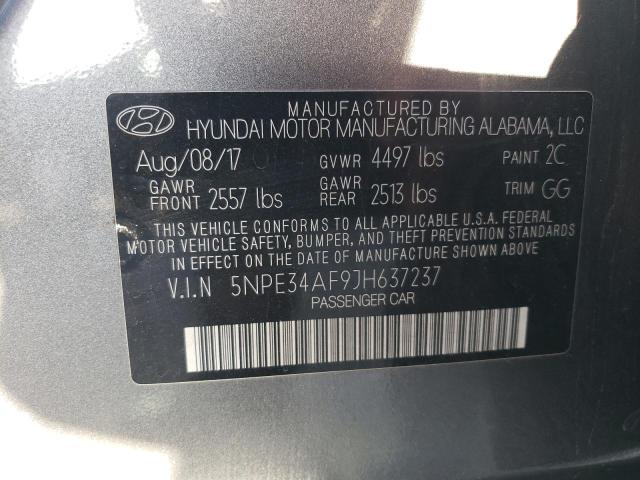 MANUFACTURED BY
HYUNDAI MOTOR MANUFACTURING ALABAMA, LLC
Aug/08/17 GVWR 4497 lbs PAINT 2C
GAWR FRONT 2557 lbs GAWR REAR 2513 lbs TRIM GG
THIS VEHICLE CONFORMS TO ALL APPLICABLE U.S.A. FEDERAL
MOTOR VEHICLE SAFETY, BUMPER, AND THEFT PREVENTION STANDARDS
IN EFFECT ON THE DATE OF MANUFACTURE SHOWN ABOVE
V.I.N 5NPE34AF9JH637237
PASSENGER CAR